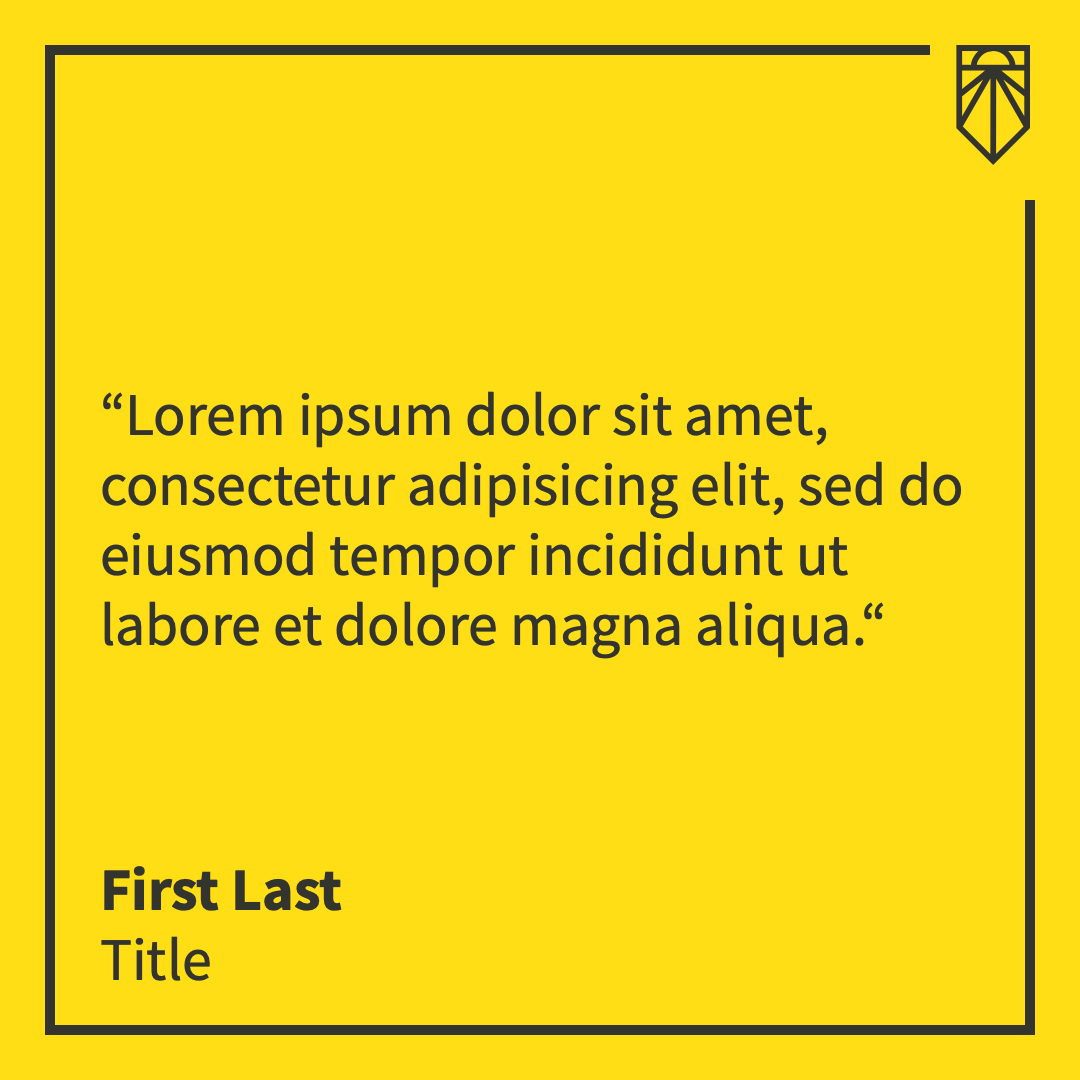 “Lorem ipsum dolor sit amet,
consectetur adipisicing elit, sed do
eiusmod tempor incididunt ut
labore et dolore magna aliqua.“
First Last
Title